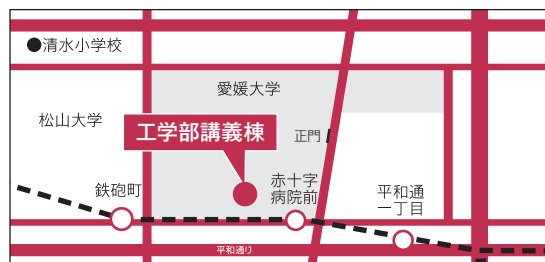 清水小学校
愛媛大学
松山大学
工学部講義棟
正門
鉄砲町
赤十字
病院前
平和通
一丁目
平和通り